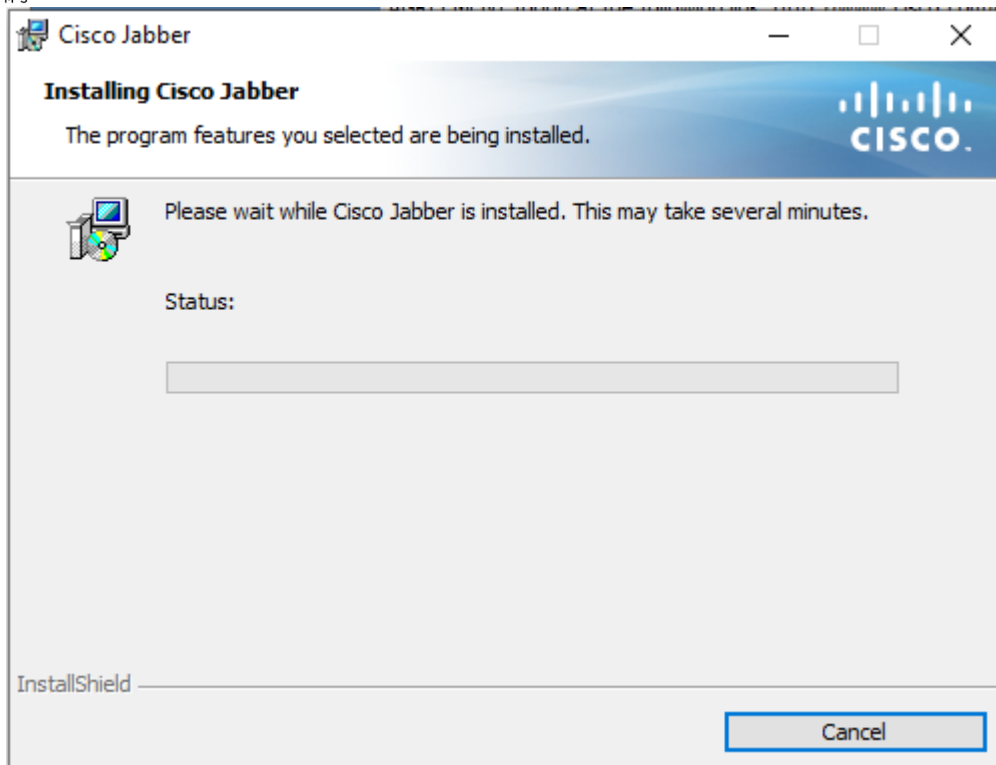 Cisco Jabber
Installing Cisco Jabber
The program features you selected are being installed.
CISCO.
Please wait while Cisco Jabber is installed. This may take several minutes.
Status:
InstallShield
Cancel